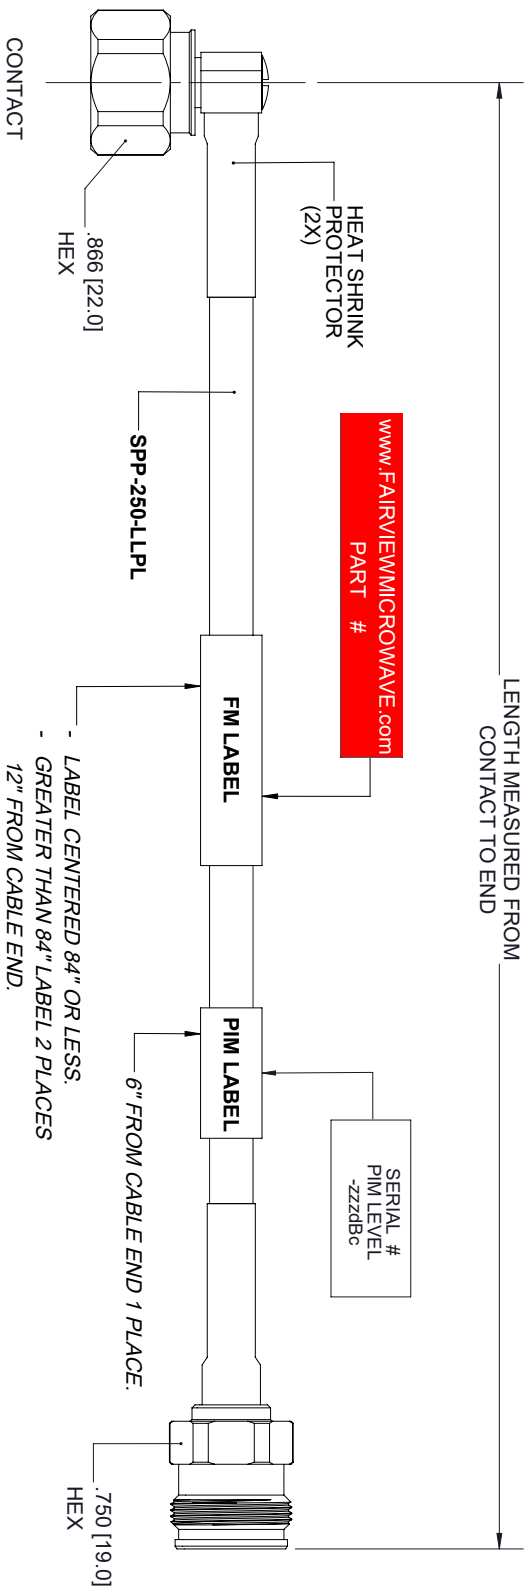 LENGTH MEASURED FROM
CONTACT TO END
www.FAIRVIEWMICROWAVE.com
PART #
SERIAL #
PIM LEVEL
-zzzdBc
HEAT SHRINK
PROTECTOR
(2X)
FM LABEL
PIM LABEL
SPP-250-LLPL
.866 [22.0]
HEX
- LABEL CENTERED 84" OR LESS.
- GREATER THAN 84" LABEL 2 PLACES
12" FROM CABLE END.
6" FROM CABLE END 1 PLACE.
.750 [19.0]
HEX
CONTACT